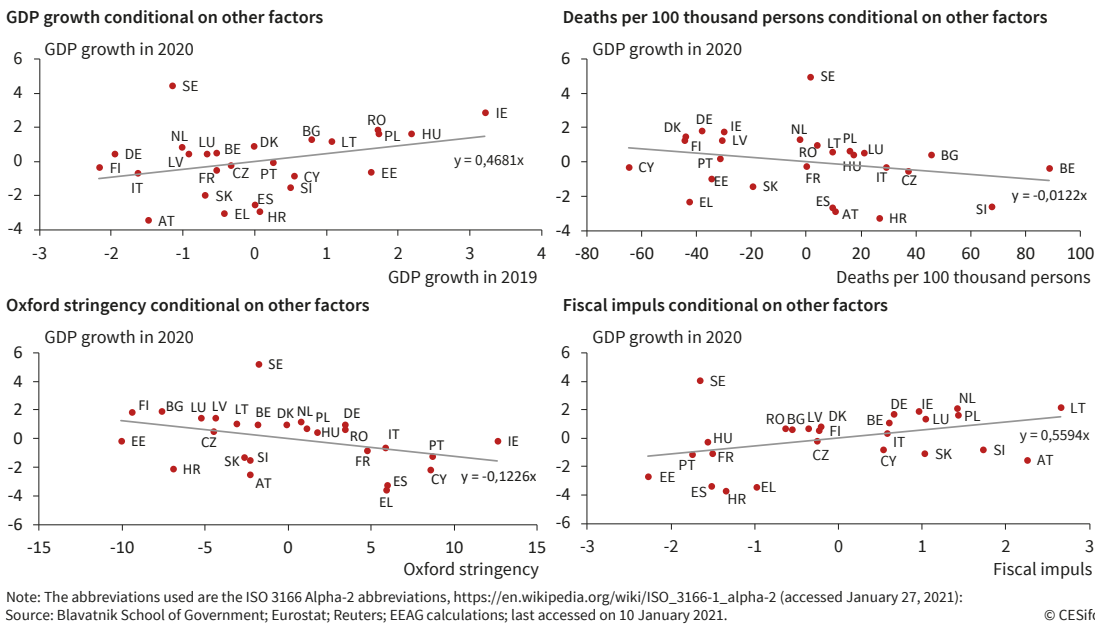 GDP growth conditional on other factors
GDP growth in 2020
6
4
2
0
-2
-4
SE
IE
RO
PL
HU
BG
LT
DK
NL
LU
BE
DE
LV
FI
IT
FR
CZ
PT
CY
SI
EE
SK
ES
EL
HR
AT
y = 0,4681x
-3
-2
-1
0
1
2
3
4
GDP growth in 2019
Deaths per 100 thousand persons conditional on other factors
GDP growth in 2020
6
4
2
0
-2
-4
SE
DE
DK
IE
FI
LV
NL
LT
PL
RO
HU
LU
BG
CY
PT
FR
IT
CZ
BE
EE
SK
EL
ES
AT
HR
SI
y = -0,0122x
-80
-60
-40
-20
0
20
40
60
80
100
Deaths per 100 thousand persons
Oxford stringency conditional on other factors
GDP growth in 2020
6
4
2
0
-2
-4
-6
SE
FI
BG
LU
LV
LT
BE
DK
NL
PL
DE
HU
RO
IT
PT
IE
EE
CZ
HR
SK
SI
AT
FR
CY
ES
EL
y = -0,1226x
-15
-10
-5
0
5
10
15
Oxford stringency
Fiscal impuls conditional on other factors
GDP growth in 2020
6
4
2
0
-2
-4
-6
SE
RO
BG
LV
DK
FI
BE
DE
IE
LU
NL
PL
LT
HU
CZ
IT
PT
FR
CY
SK
SI
AT
EE
ES
HR
EL
y = 0,5594x
-3
-2
-1
0
1
2
3
Fiscal impuls
Note: The abbreviations used are the ISO 3166 Alpha-2 abbreviations, https://en.wikipedia.org/wiki/ISO_3166-1_alpha-2 (accessed January 27, 2021):
Source: Blavatnik School of Government; Eurostat; Reuters; EEAG calculations; last accessed on 10 January 2021.
© CESifo